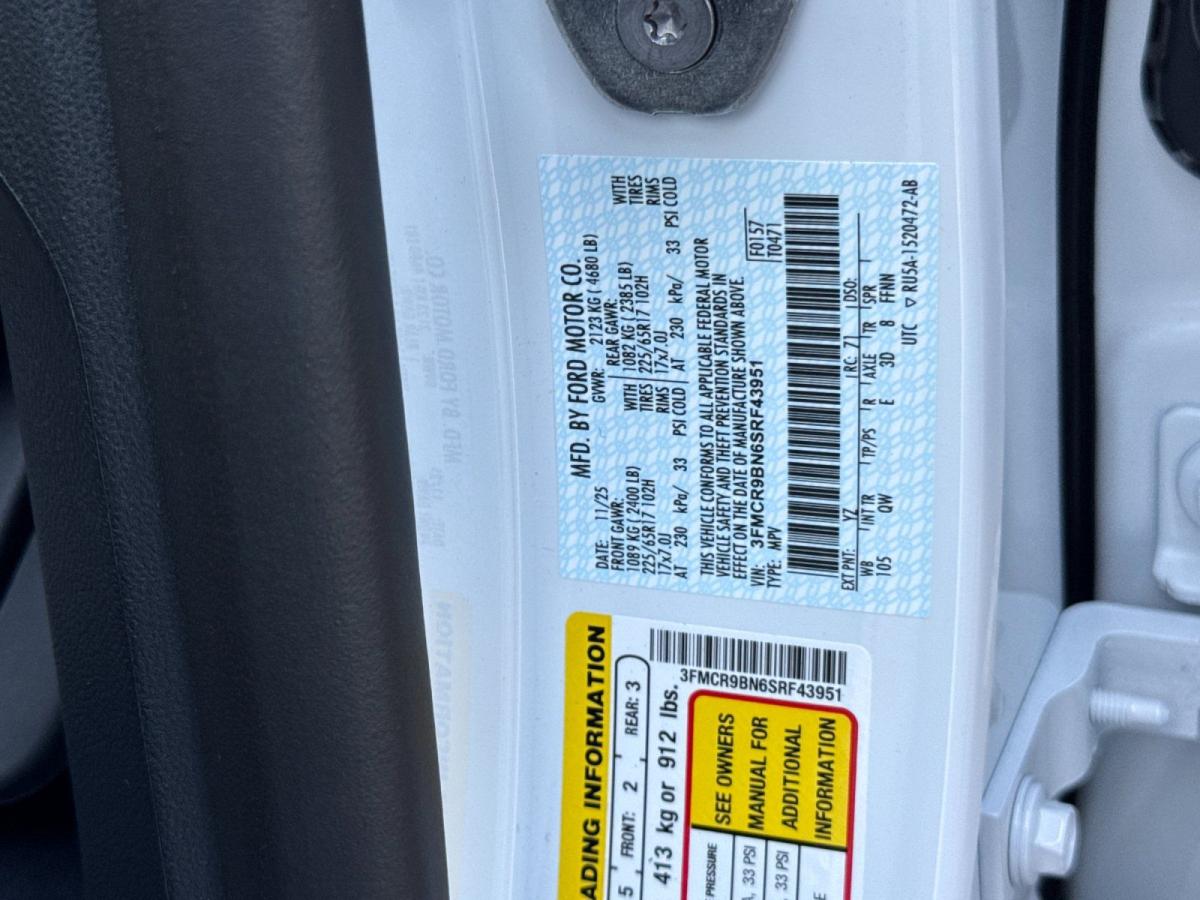 MFD. BY FORD MOTOR CO.
DATE: 11/25 GVWR: 2123 KG ( 4680 LB)
FRONT GAWR: REAR GAWR:
1089 KG ( 2400 LB) WITH 1082 KG ( 2385 LB) WITH
225/65R17 102H TIRES 225/65R17 102H TIRES
17x7.0J RIMS 17x7.0J RIMS
AT 230 kPa/ 33 PSI COLD AT 230 kPa/ 33 PSI COLD
THIS VEHICLE CONFORMS TO ALL APPLICABLE FEDERAL MOTOR
VEHICLE SAFETY AND THEFT PREVENTION STANDARDS IN
EFFECT ON THE DATE OF MANUFACTURE SHOWN ABOVE.
VIN: 3FMCR9BN6SRF43951
TYPE: MPV
F0157
T0471
EXT PNT: YZ RC: 71 DSO:
WB INT TR TP/PS R AXLE TR SPR
105 QW E 3D 8 FFNN
UTC ▽ RU5A-1520472-AB
ADING INFORMATION
5 FRONT: 2 REAR: 3
413 kg or 912 lbs.
3FMCR9BN6SRF43951
PRESSURE
33 PSI
33 PSI
SEE OWNERS
MANUAL FOR
ADDITIONAL
INFORMATION